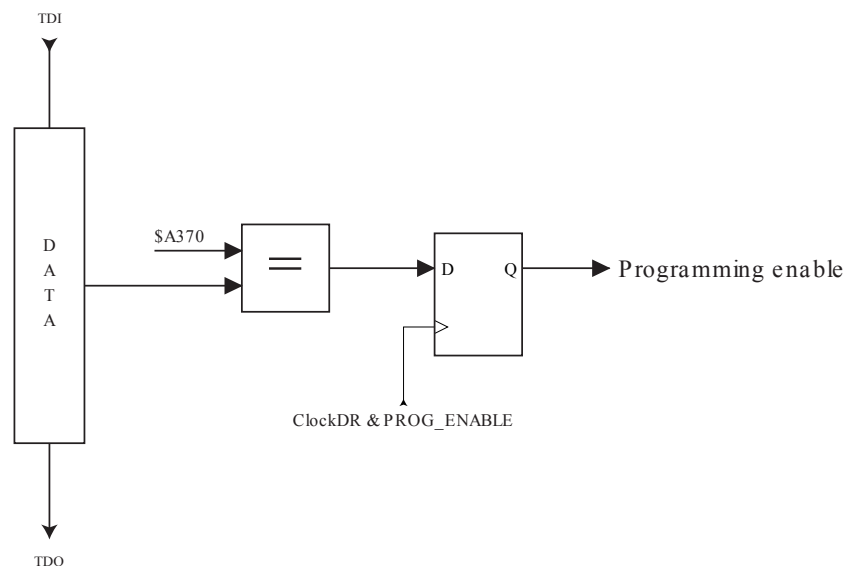 TDI
D
A
T
A
$A370
=
D
Q
Programming enable
ClockDR & PROG_ENABLE
TDO